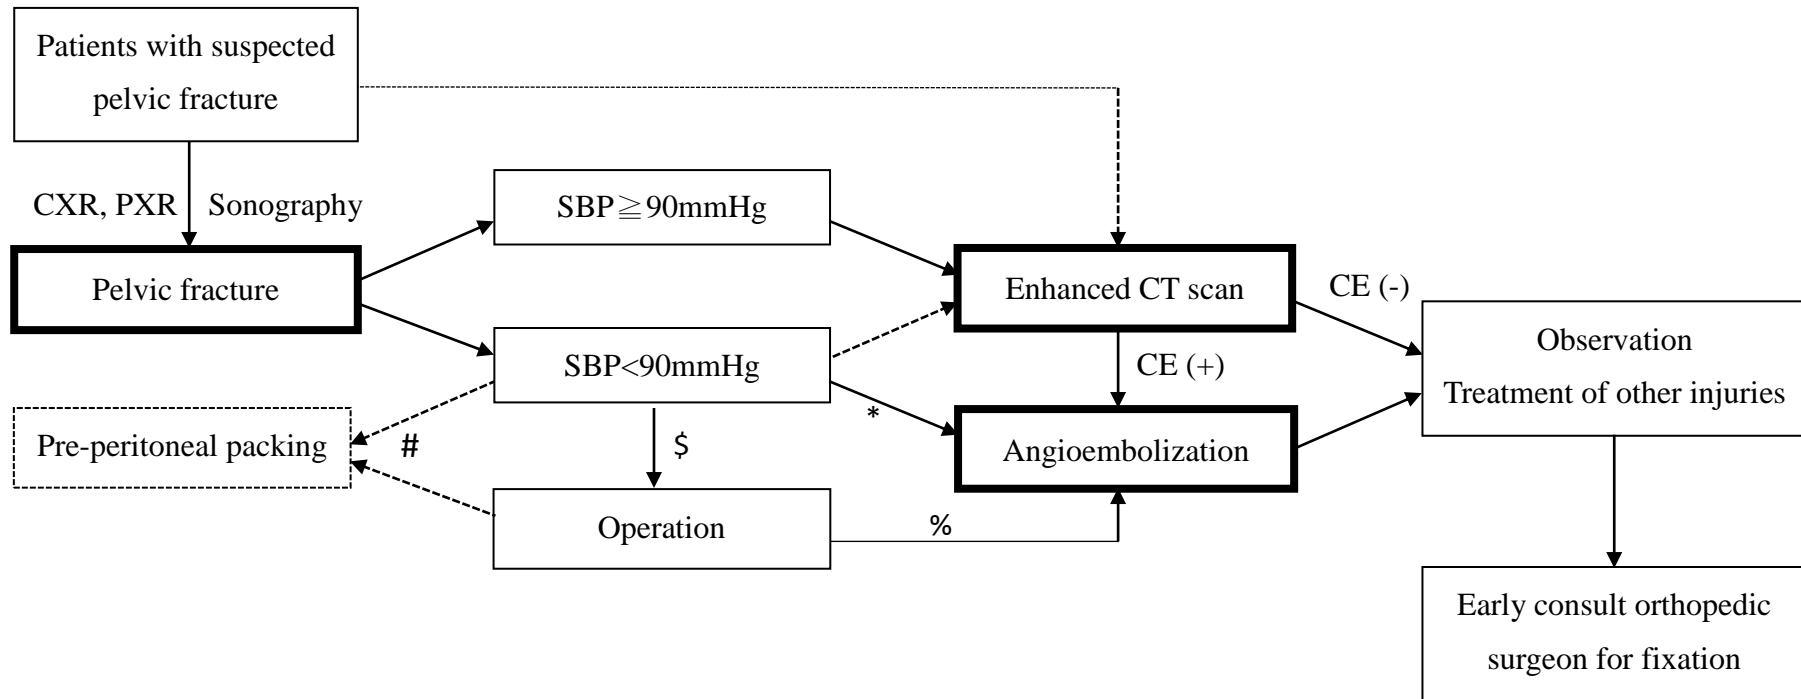 Patients with suspected
pelvic fracture
CXR, PXR
Sonography
Pelvic fracture
SBP≧90mmHg
SBP<90mmHg
Pre-peritoneal packing
#
$
*
Operation
%
Enhanced CT scan
CE (-)
CE (+)
Angioembolization
Observation
Treatment of other injuries
Early consult orthopedic
surgeon for fixation